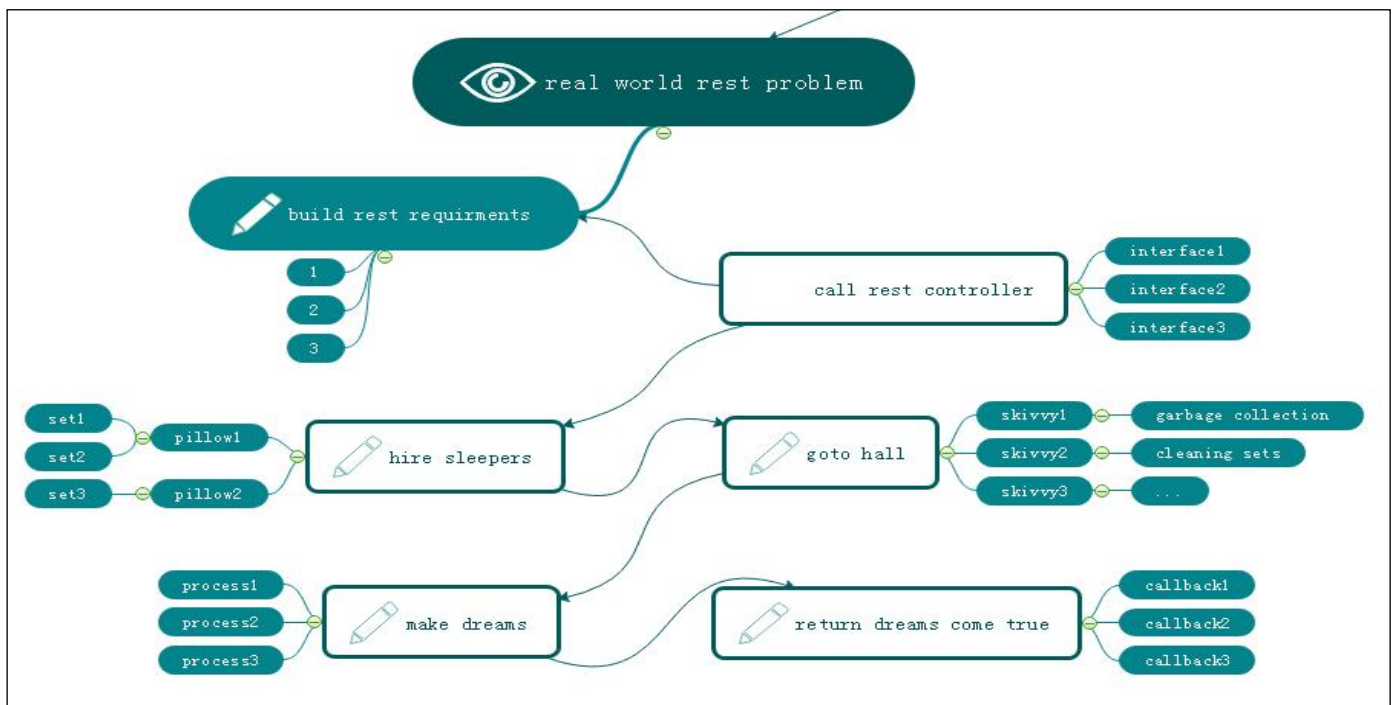 real world rest problem
build rest requirments
1
2
3
call rest controller
interface1
interface2
interface3
set1
set2
set3
pillow1
pillow2
hire sleepers
goto hall
skivvy1
garbage collection
skivvy2
cleaning sets
skivvy3
...
process1
process2
process3
make dreams
return dreams come true
callback1
callback2
callback3